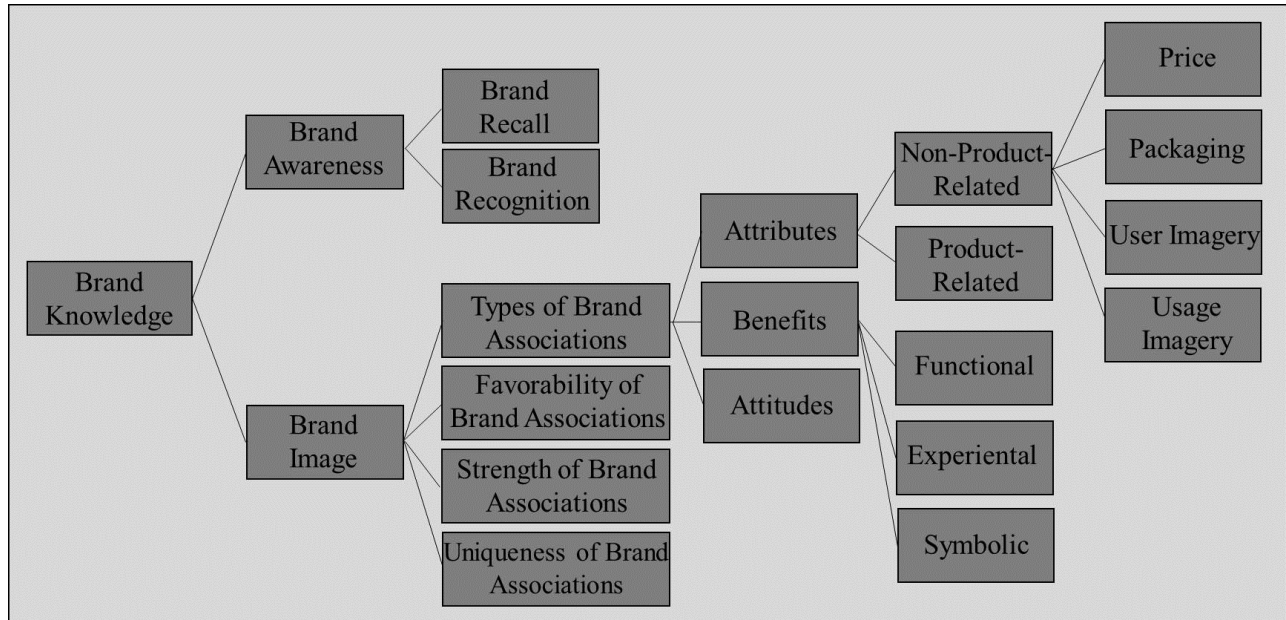 Brand
Knowledge
Brand
Awareness
Brand
Image
Brand
Recall
Brand
Recognition
Types of Brand
Associations
Favorability of
Brand Associations
Strength of Brand
Associations
Uniqueness of Brand
Associations
Attributes
Benefits
Attitudes
Non-Product-
Related
Product-
Related
Functional
Experiental
Symbolic
Price
Packaging
User Imagery
Usage
Imagery